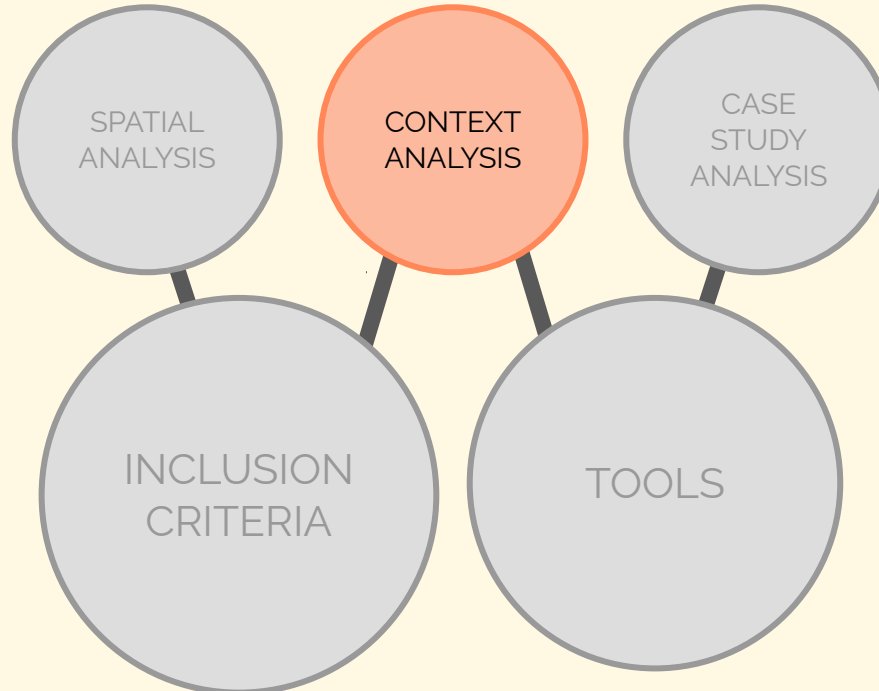 SPATIAL
ANALYSIS
CONTEXT
ANALYSIS
CASE
STUDY
ANALYSIS
INCLUSION
CRITERIA
TOOLS